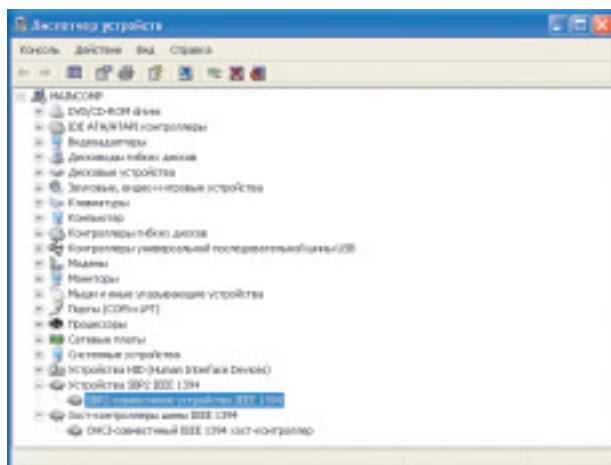 Диспетчер устройств
Консоль Действие Вид Справка
MAINCOMP
DVD/CD-ROM drives
IDE ATA/ATAPI контроллеры
Видеоадаптеры
Дисководы гибких дисков
Дисковые устройства
Звуковые, видео и игровые устройства
Клавиатуры
Компьютер
Контроллеры гибких дисков
Контроллеры универсальной последовательной шины USB
Модемы
Мониторы
Мыши и иные указывающие устройства
Порты (COM и LPT)
Процессоры
Сетевые платы
Системные устройства
Устройства HID (Human Interface Devices)
Устройства SBP2 IEEE 1394
SBP2-совместимое устройство IEEE 1394
Хост-контроллеры шины IEEE 1394
OHCI-совместимый IEEE 1394 хост-контроллер